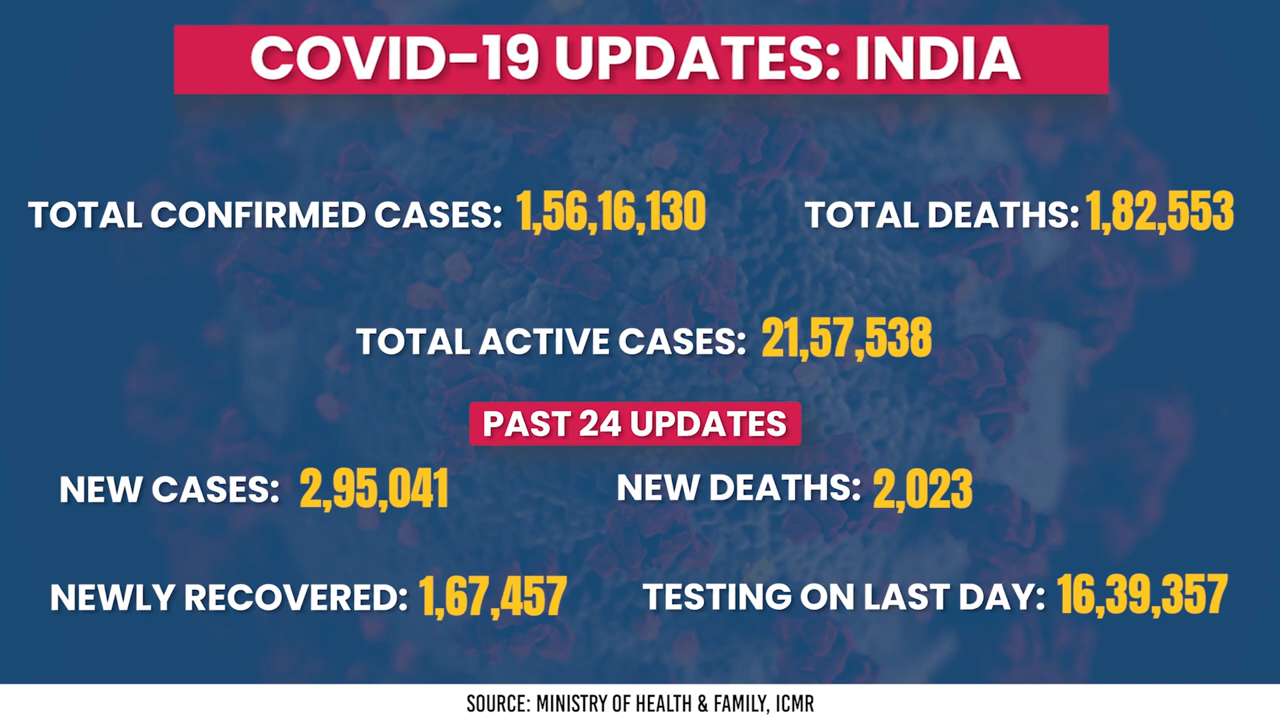 COVID-19 UPDATES: INDIA
TOTAL CONFIRMED CASES: 1,56,16,130 TOTAL DEATHS: 1,82,553
TOTAL ACTIVE CASES: 21,57,538
PAST 24 UPDATES
NEW CASES: 2,95,041 NEW DEATHS: 2,023
NEWLY RECOVERED: 1,67,457 TESTING ON LAST DAY: 16,39,357
SOURCE: MINISTRY OF HEALTH & FAMILY, ICMR